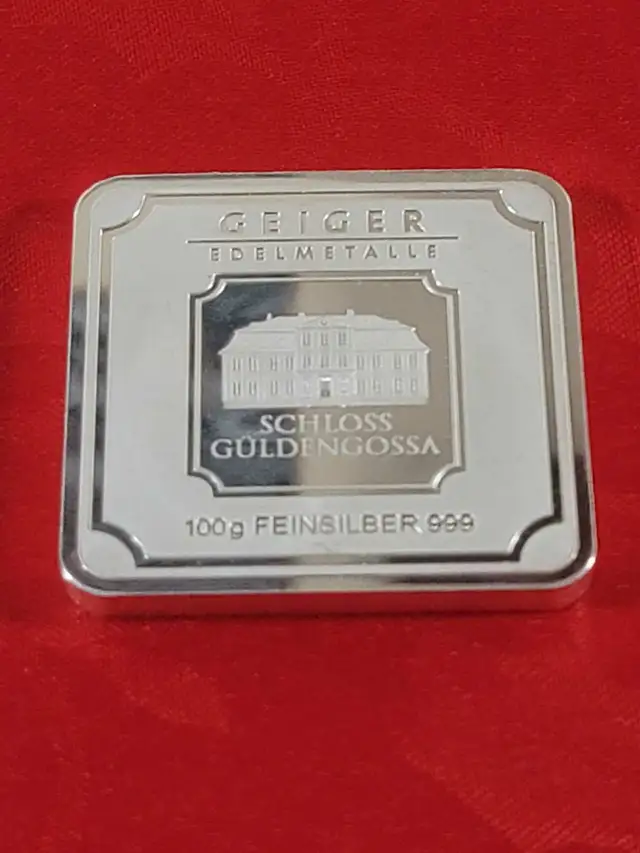 GEIGER
EDELMETALLE
SCHLOSS
GÜLDENGOSSA
100g FEINSILBER 999